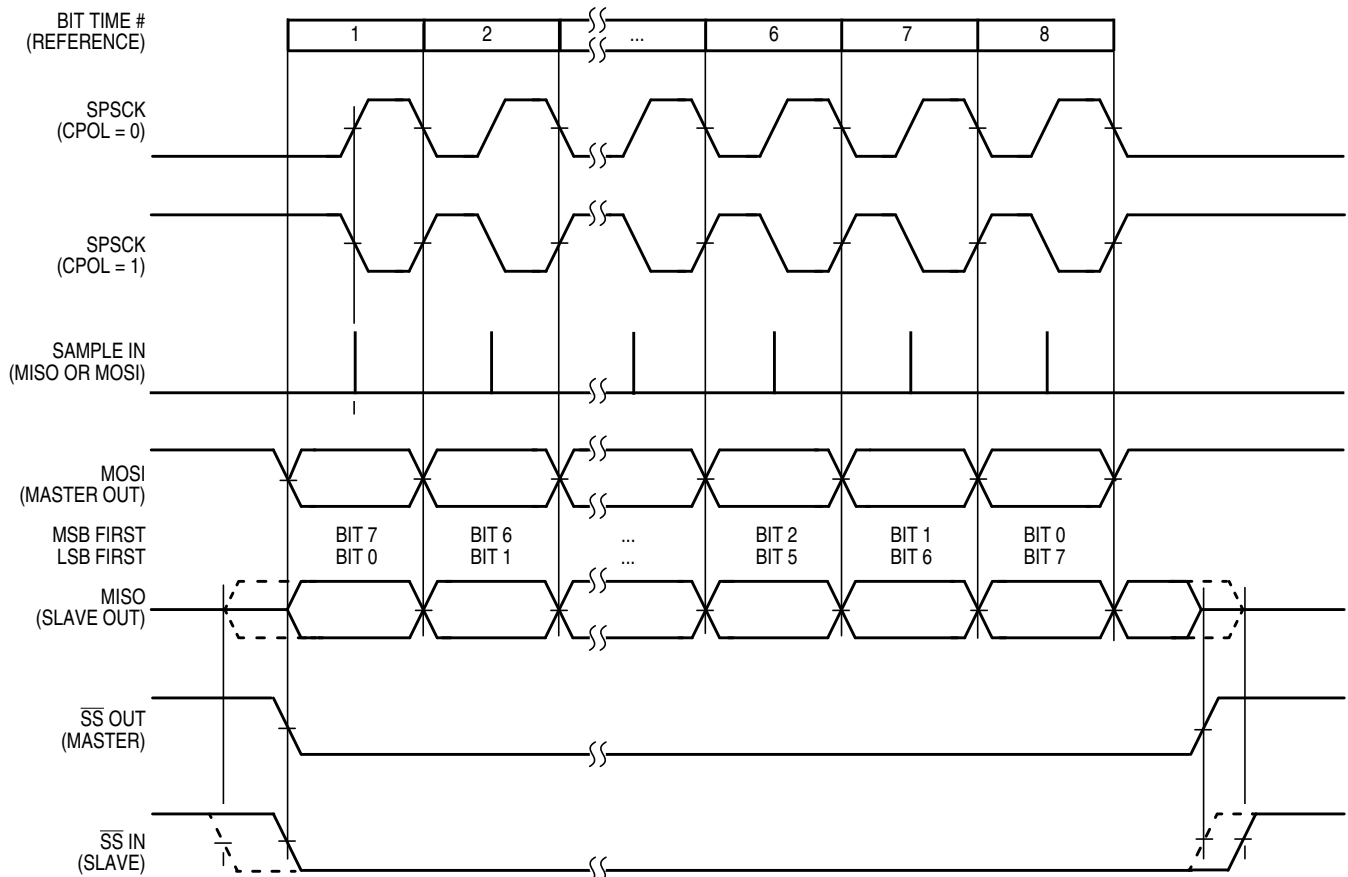 BIT TIME #
(REFERENCE)
1 2 ... 6 7 8
SPSCK
(CPOL = 0)
SPSCK
(CPOL = 1)
SAMPLE IN
(MISO OR MOSI)
MOSI
(MASTER OUT)
MSB FIRST BIT 7 BIT 6 ... BIT 2 BIT 1 BIT 0
LSB FIRST BIT 0 BIT 1 ... BIT 5 BIT 6 BIT 7
MISO
(SLAVE OUT)
S̅S̅ OUT
(MASTER)
S̅S̅ IN
(SLAVE)